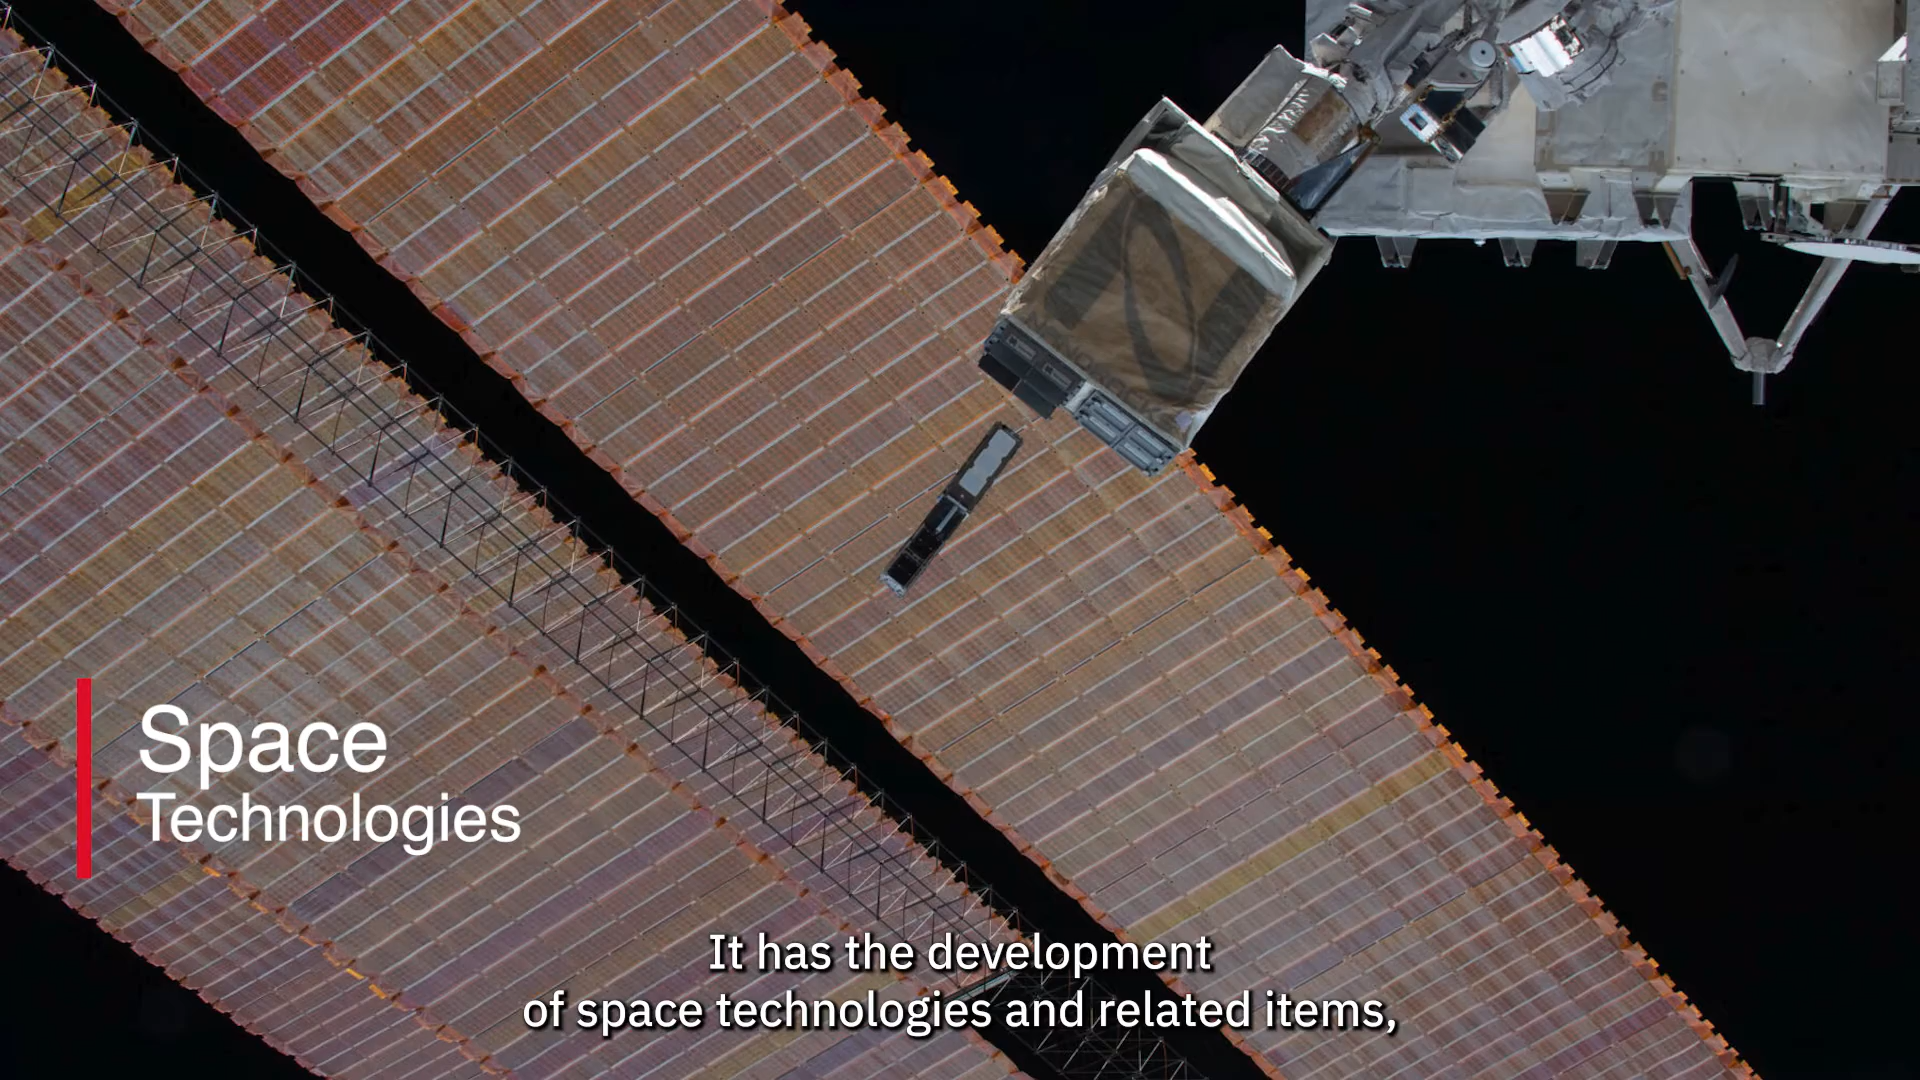 Space
Technologies
It has the development
of space technologies and related items,